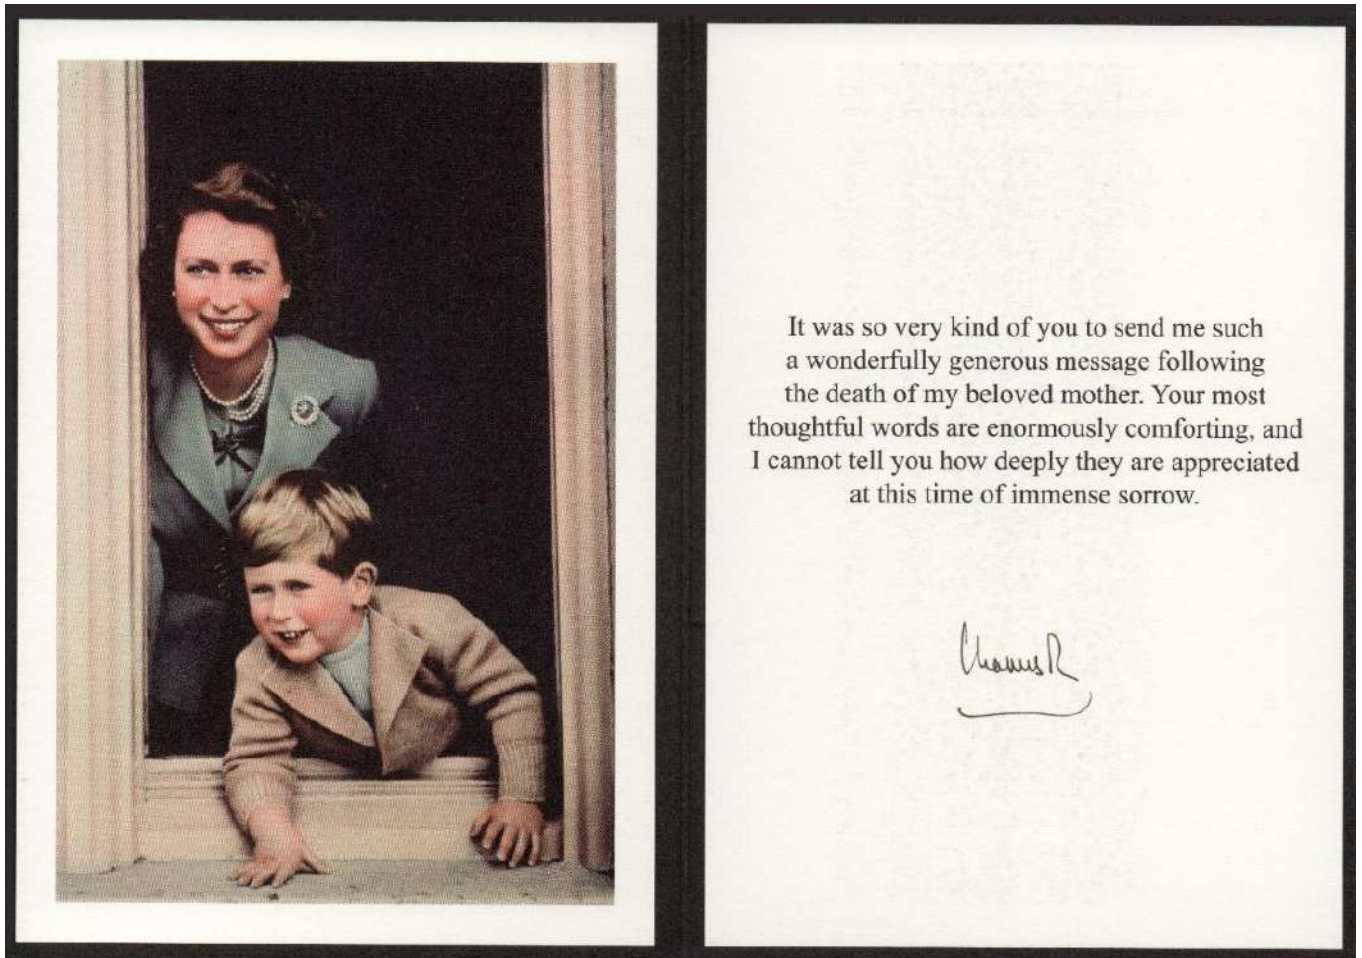 It was so very kind of you to send me such
a wonderfully generous message following
the death of my beloved mother. Your most
thoughtful words are enormously comforting, and
I cannot tell you how deeply they are appreciated
at this time of immense sorrow.
Charles R